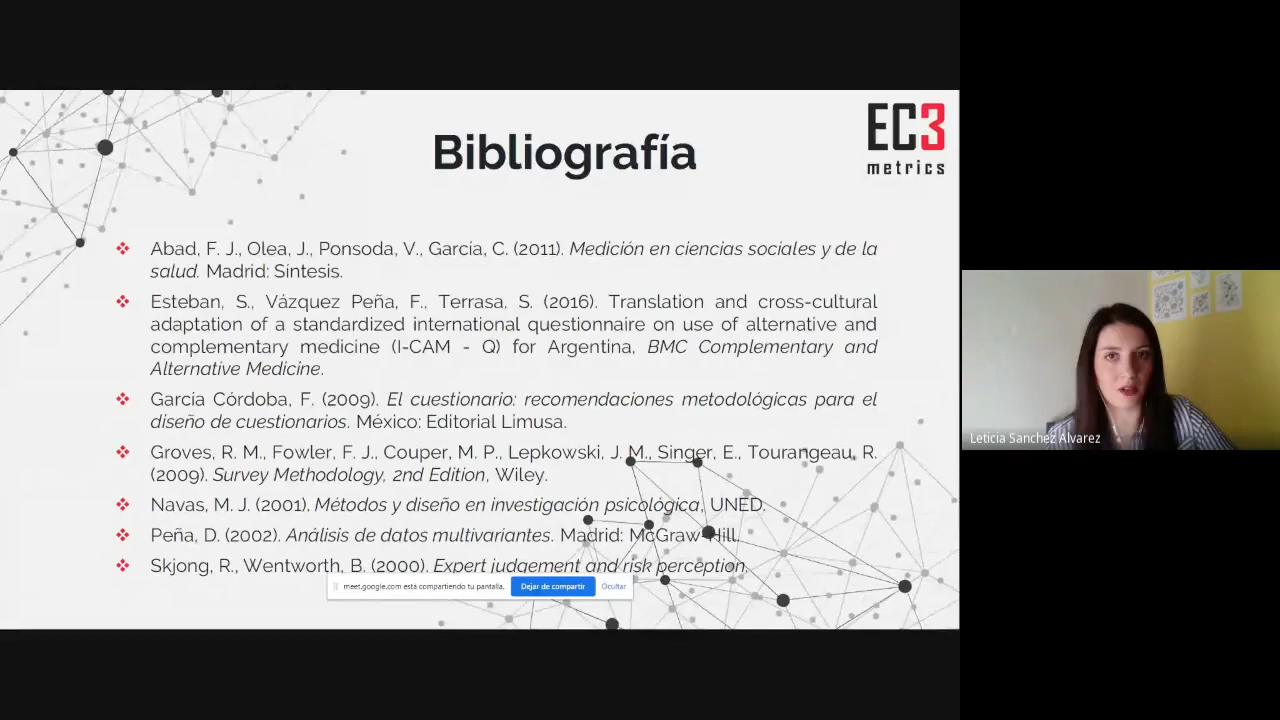 EC3
metrics
Bibliografía
Abad, F. J., Olea, J., Ponsoda, V., García, C. (2011). Medición en ciencias sociales y de la
salud. Madrid: Síntesis.
Esteban, S., Vázquez Peña, F., Terrasa, S. (2016). Translation and cross-cultural
adaptation of a standardized international questionnaire on use of alternative and
complementary medicine (I-CAM - Q) for Argentina, BMC Complementary and
Alternative Medicine.
García Córdoba, F. (2009). El cuestionario: recomendaciones metodológicas para el
diseño de cuestionarios. México: Editorial Limusa.
Groves, R. M., Fowler, F. J., Couper, M. P., Lepkowski, J. M., Singer, E., Tourangeau, R.
(2009). Survey Methodology, 2nd Edition, Wiley.
Navas, M. J. (2001). Métodos y diseño en investigación psicológica, UNED.
Peña, D. (2002). Análisis de datos multivariantes. Madrid: McGraw-Hill.
Skjong, R., Wentworth, B. (2000). Expert judgement and risk perception.
meet.google.com está compartiendo tu pantalla. Dejar de compartir Ocultar
Leticia Sanchez Alvarez